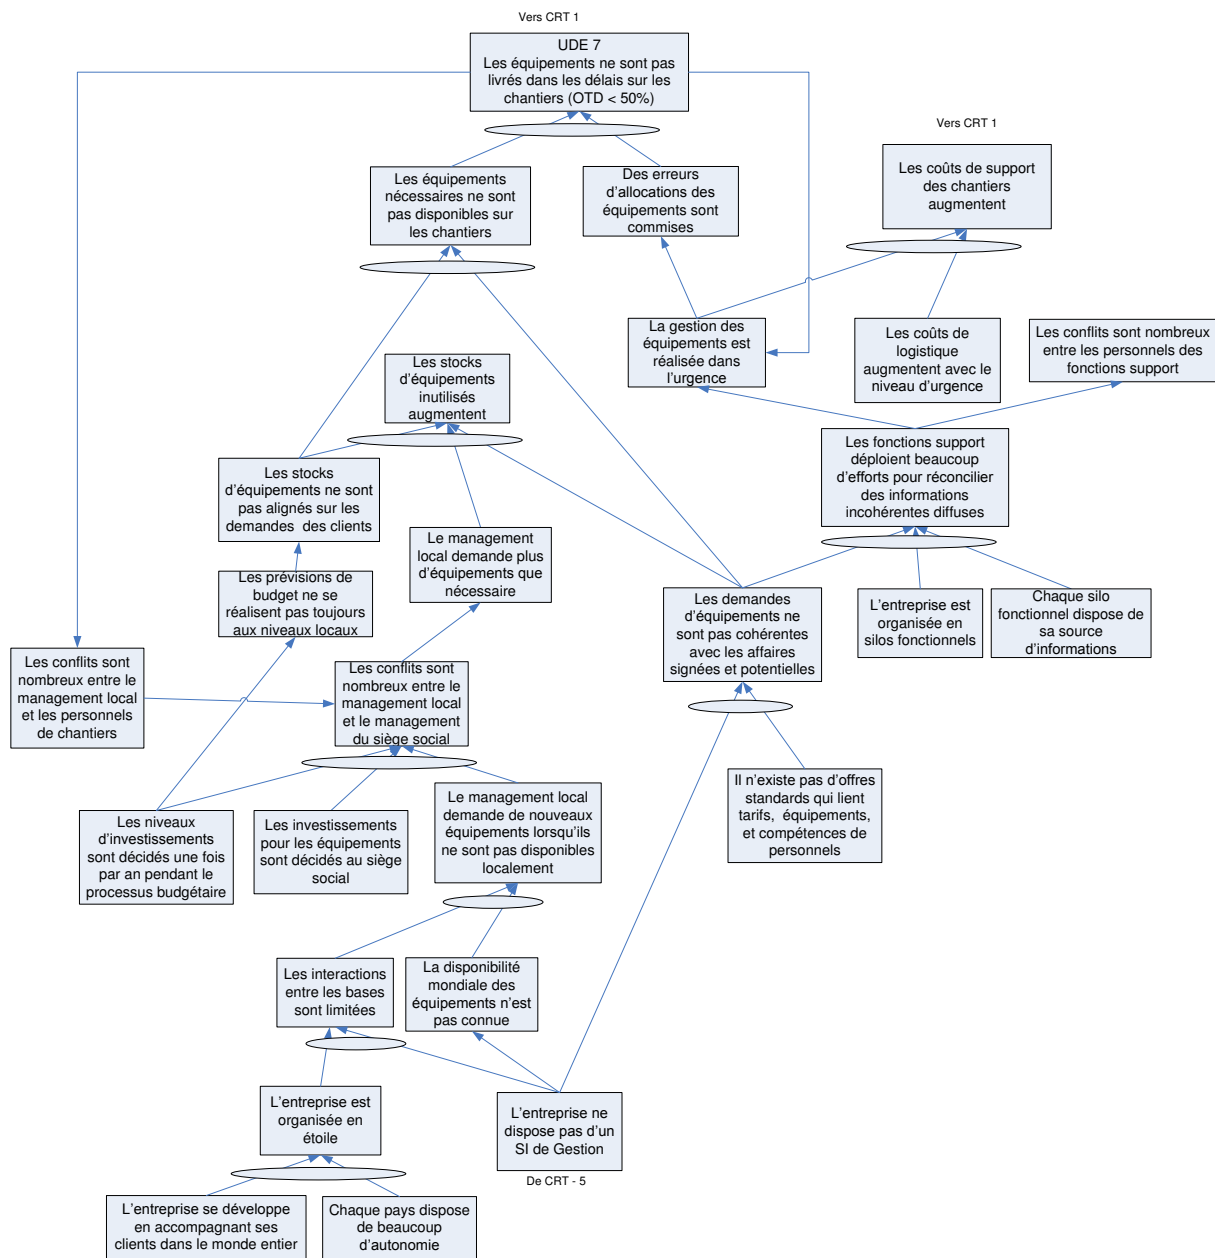 Vers CRT 1
UDE 7
Les équipements ne sont pas
livrés dans les délais sur les
chantiers (OTD < 50%)
Vers CRT 1
Les coûts de support
des chantiers
augmentent
Les équipements
nécessaires ne sont
pas disponibles sur
les chantiers
Des erreurs
d'allocations des
équipements sont
commises
La gestion des
équipements est
réalisée dans
l'urgence
Les coûts de
logistique
augmentent avec le
niveau d'urgence
Les conflits sont nombreux
entre les personnels des
fonctions support
Les stocks
d'équipements
inutilisés
augmentent
Les fonctions support
déploient beaucoup
d'efforts pour réconcilier
des informations
incohérentes diffuses
Les stocks
d'équipements ne sont
pas alignés sur les
demandes des clients
Le management
local demande plus
d'équipements que
nécessaire
Les prévisions de
budget ne se
réalisent pas toujours
aux niveaux locaux
Les demandes
d'équipements ne
sont pas cohérentes
avec les affaires
signées et potentielles
L'entreprise est
organisée en
silos fonctionnels
Chaque silo
fonctionnel dispose de
sa source
d'informations
Les conflits sont
nombreux entre le
management local
et les personnels
de chantiers
Les conflits sont
nombreux entre le
management local
et le management
du siège social
Les niveaux
d'investissements
sont décidés une fois
par an pendant le
processus budgétaire
Les investissements
pour les équipements
sont décidés au siège
social
Le management local
demande de nouveaux
équipements lorsqu'ils
ne sont pas disponibles
localement
Il n'existe pas d'offres
standards qui lient
tarifs, équipements,
et compétences de
personnels
Les interactions
entre les bases
sont limitées
La disponibilité
mondiale des
équipements n'est
pas connue
L'entreprise est
organisée en
étoile
L'entreprise ne
dispose pas d'un
SI de Gestion
De CRT - 5
L'entreprise se développe
en accompagnant ses
clients dans le monde entier
Chaque pays dispose
de beaucoup
d'autonomie